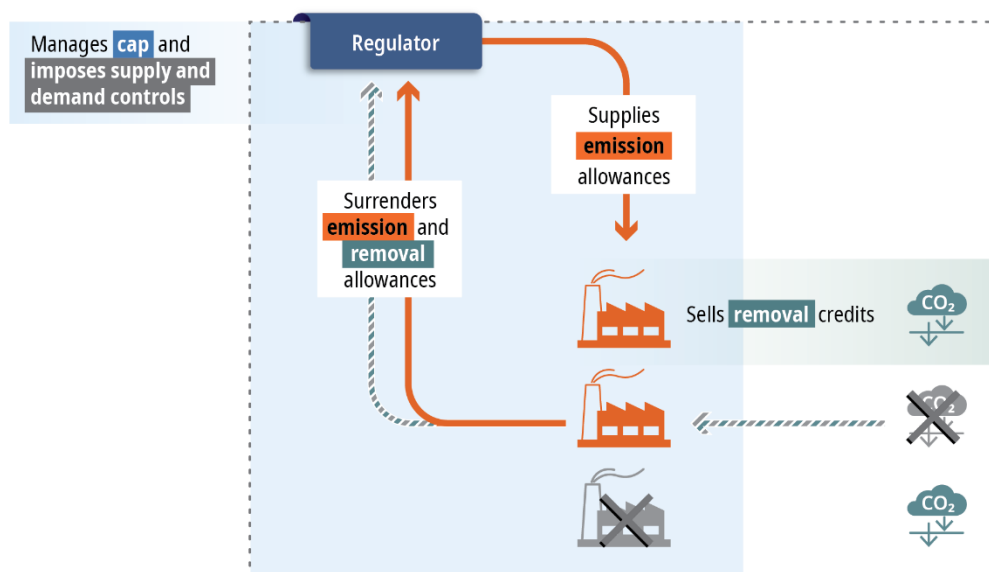 Manages cap and
imposes supply and
demand controls
Regulator
Supplies
emission
allowances
Surrenders
emission and
removal
allowances
Sells removal credits
CO₂
CO₂
CO₂